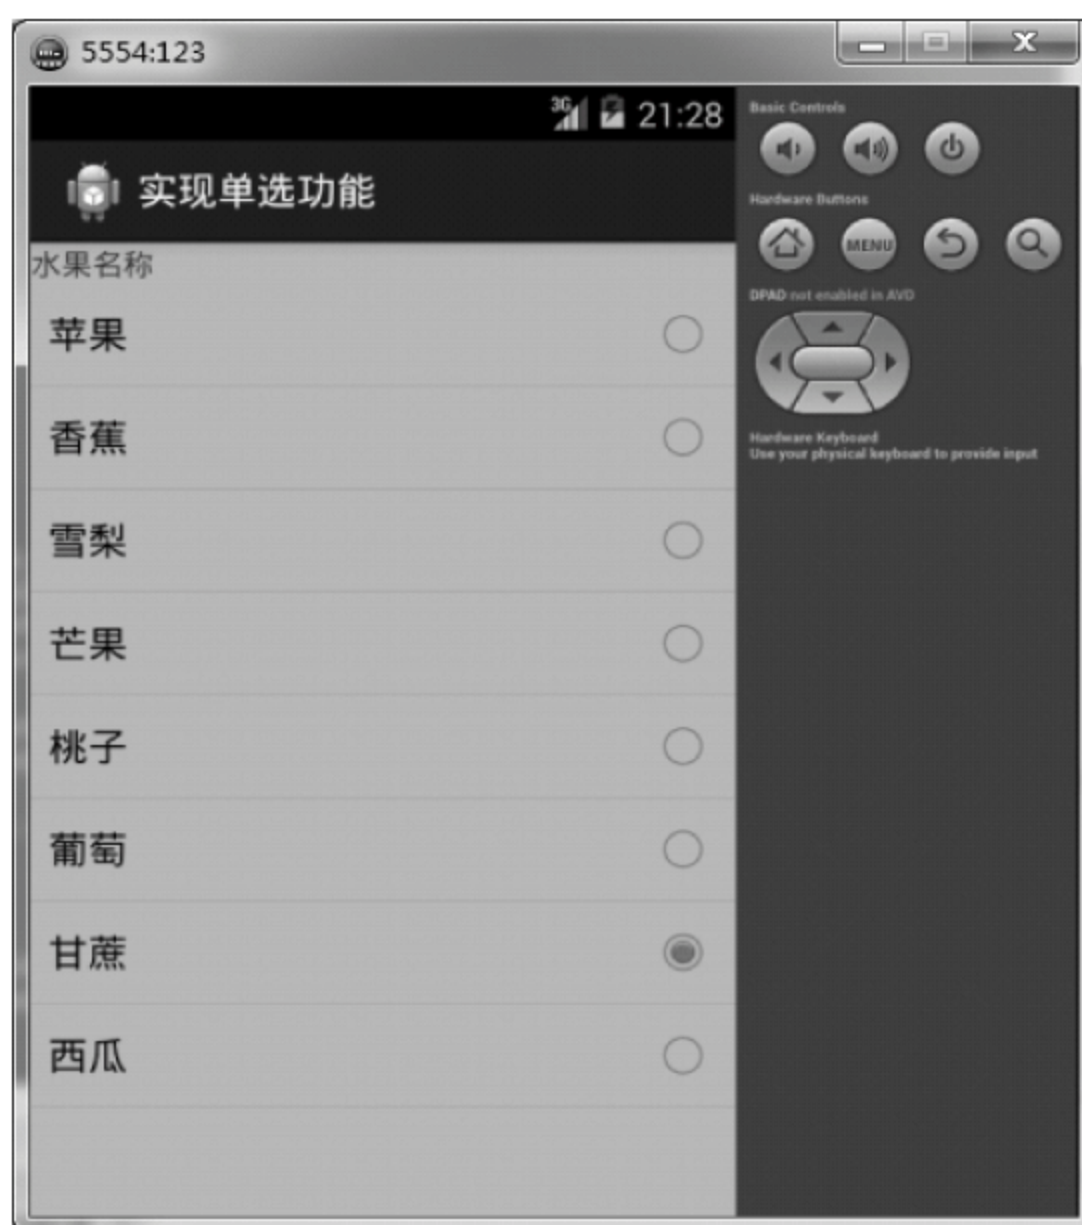 5554:123
3G 21:28
实现单选功能
水果名称
苹果
香蕉
雪梨
芒果
桃子
葡萄
甘蔗
西瓜
Basic Controls
Hardware Buttons
MENU
DPAD not enabled in AVD
Hardware Keyboard
Use your physical keyboard to provide input